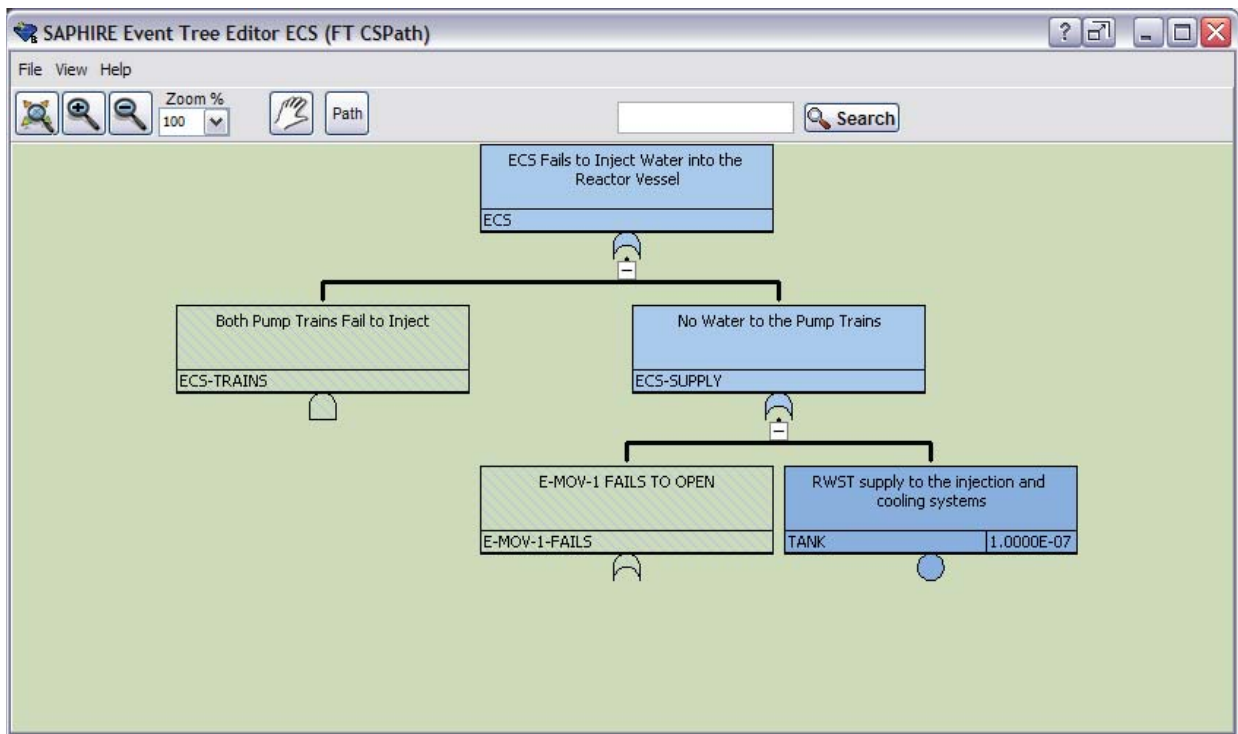 SAPHIRE Event Tree Editor ECS (FT CSPath)
File View Help
Zoom %
100
Path
Search
ECS Fails to Inject Water into the
Reactor Vessel
ECS
Both Pump Trains Fail to Inject
ECS-TRAINS
No Water to the Pump Trains
ECS-SUPPLY
E-MOV-1 FAILS TO OPEN
E-MOV-1-FAILS
RWST supply to the injection and
cooling systems
TANK 1.0000E-07